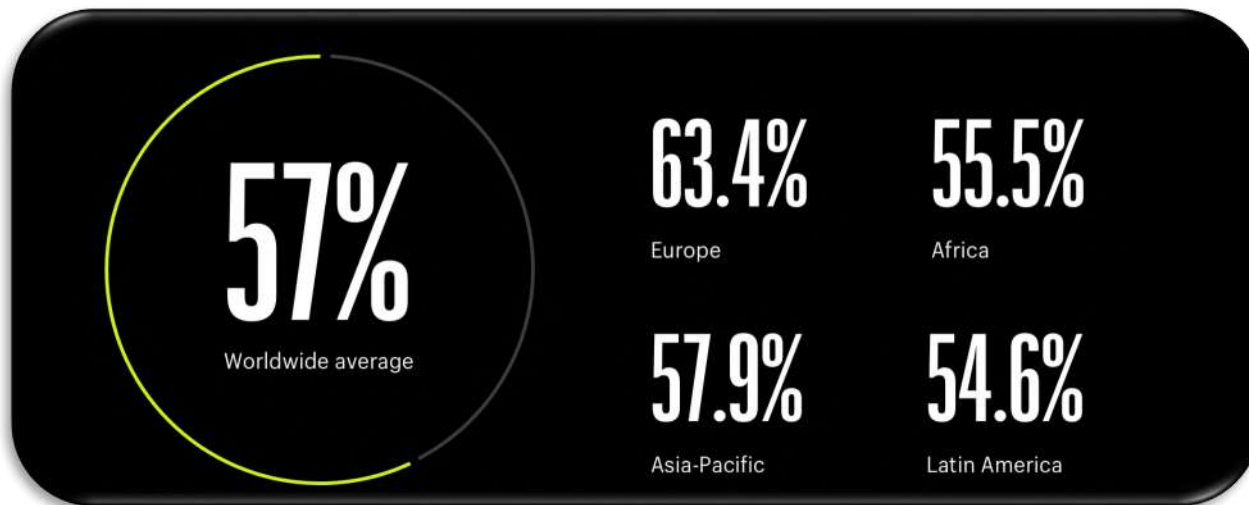 57%
Worldwide average
63.4%
Europe
55.5%
Africa
57.9%
Asia-Pacific
54.6%
Latin America